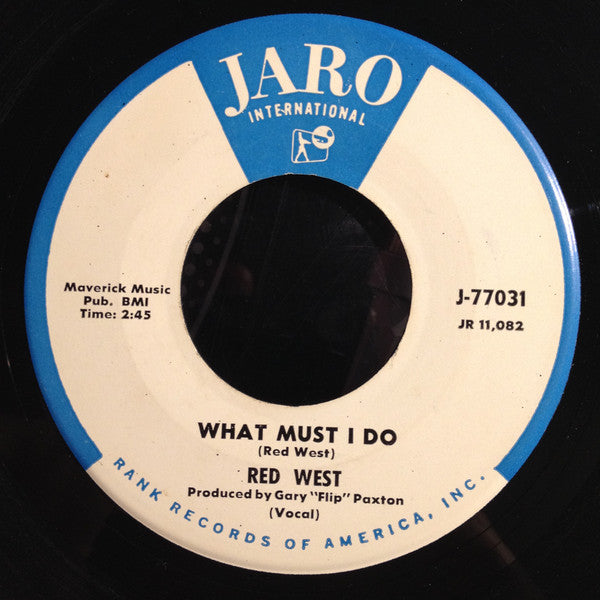 JARO
INTERNATIONAL
Maverick Music
Pub. BMI
Time: 2:45
J-77031
JR 11,082
WHAT MUST I DO
(Red West)
RED WEST
Produced by Gary "Flip" Paxton
(Vocal)
RANK RECORDS OF AMERICA, INC.